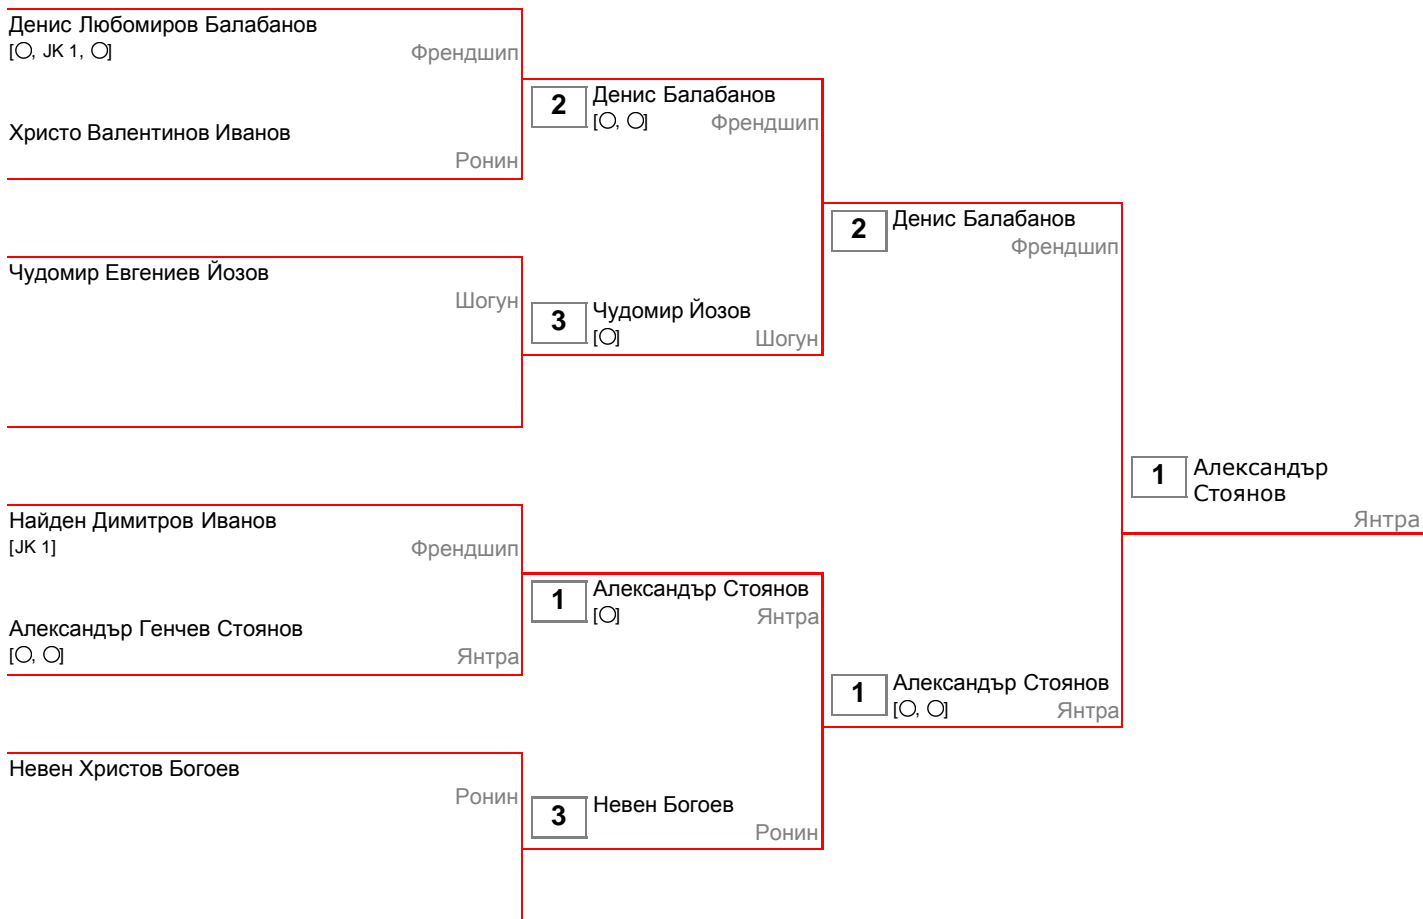 Денис Любомиров Балабанов
[○, JK 1, ○]
Френдшип
Христо Валентинов Иванов
Ронин
Чудомир Евгениев Йозов
Шогун
Найден Димитров Иванов
[JK 1]
Френдшип
Александър Генчев Стоянов
[○, ○]
Янтра
Невен Христов Богоев
Ронин
2
Денис Балабанов
[○, ○]
Френдшип
3
Чудомир Йозов
[○]
Шогун
1
Александър Стоянов
[○]
Янтра
3
Невен Богоев
Ронин
2
Денис Балабанов
Френдшип
1
Александър Стоянов
[○, ○]
Янтра
1
Александър
Стоянов
Янтра